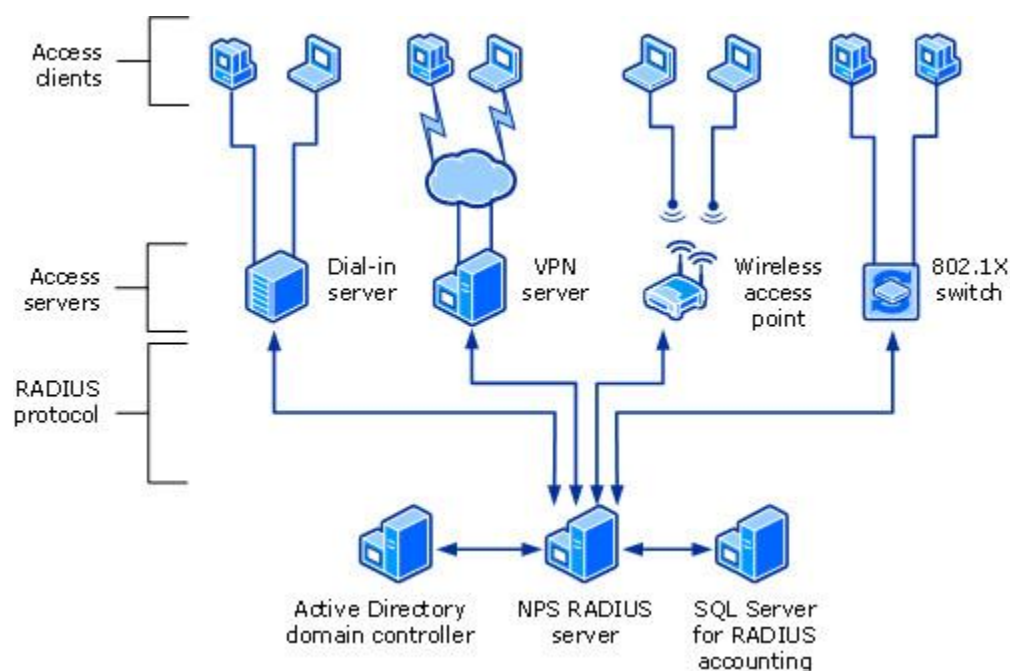 Access
clients
Access
servers
Dial-in
server
VPN
server
Wireless
access
point
802.1X
switch
RADIUS
protocol
Active Directory
domain controller
NPS RADIUS
server
SQL Server
for RADIUS
accounting